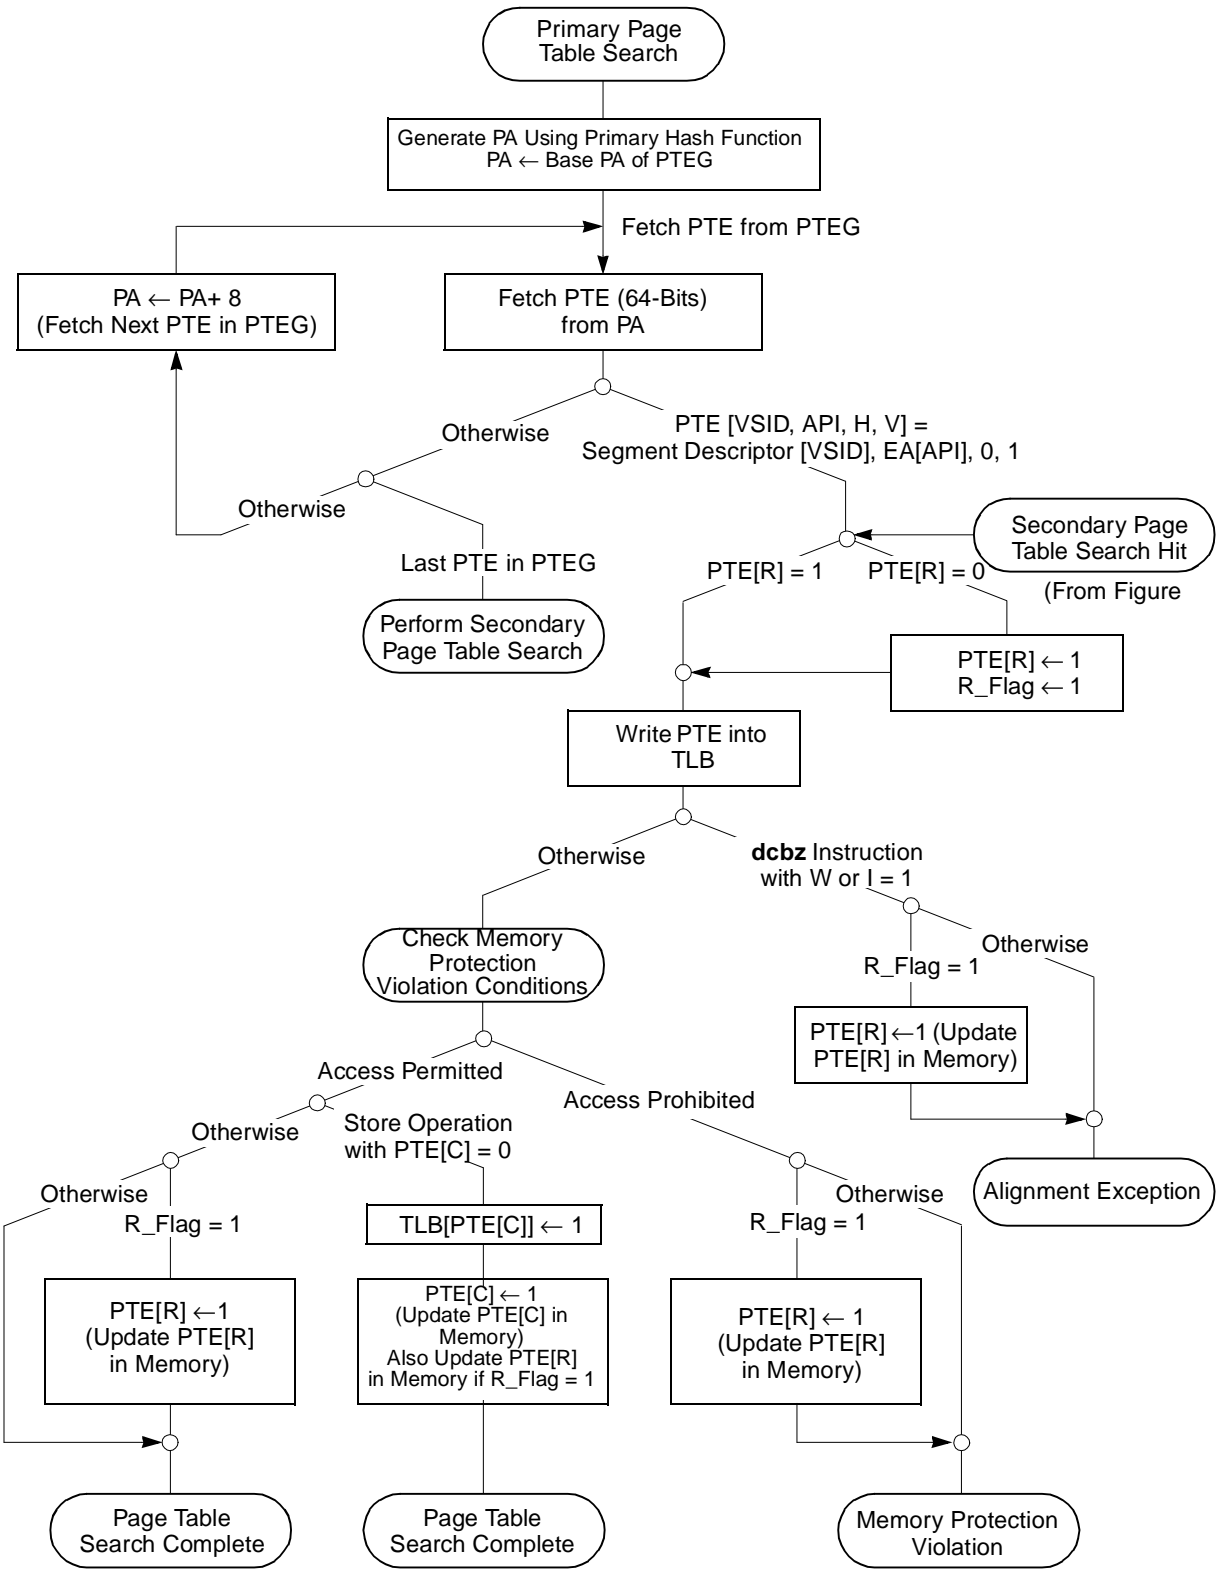 Primary Page
Table Search
Generate PA Using Primary Hash Function
PA ← Base PA of PTEG
Fetch PTE from PTEG
PA ← PA+ 8
(Fetch Next PTE in PTEG)
Fetch PTE (64-Bits)
from PA
Otherwise
PTE [VSID, API, H, V] =
Segment Descriptor [VSID], EA[API], 0, 1
Otherwise
Last PTE in PTEG
Perform Secondary
Page Table Search
Secondary Page
Table Search Hit
(From Figure
PTE[R] = 1
PTE[R] = 0
PTE[R] ← 1
R_Flag ← 1
Write PTE into
TLB
Otherwise
dcbz Instruction
with W or I = 1
Check Memory
Protection
Violation Conditions
R_Flag = 1
Otherwise
PTE[R] ←1 (Update
PTE[R] in Memory)
Alignment Exception
Access Permitted
Access Prohibited
Otherwise
Store Operation
with PTE[C] = 0
Otherwise
R_Flag = 1
TLB[PTE[C]] ← 1
R_Flag = 1
Otherwise
PTE[R] ←1
(Update PTE[R]
in Memory)
PTE[C] ← 1
(Update PTE[C] in
Memory)
Also Update PTE[R]
in Memory if R_Flag = 1
PTE[R] ← 1
(Update PTE[R]
in Memory)
Page Table
Search Complete
Page Table
Search Complete
Memory Protection
Violation